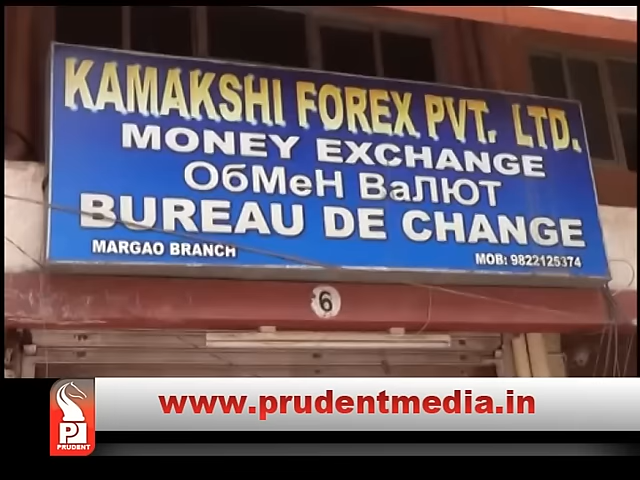 KAMAKSHI FOREX PVT. LTD.
MONEY EXCHANGE
ОбМеН ВаЛЮТ
BUREAU DE CHANGE
MARGAO BRANCH
MOB: 9822125374
6
www.prudentmedia.in
P
PRUDENT